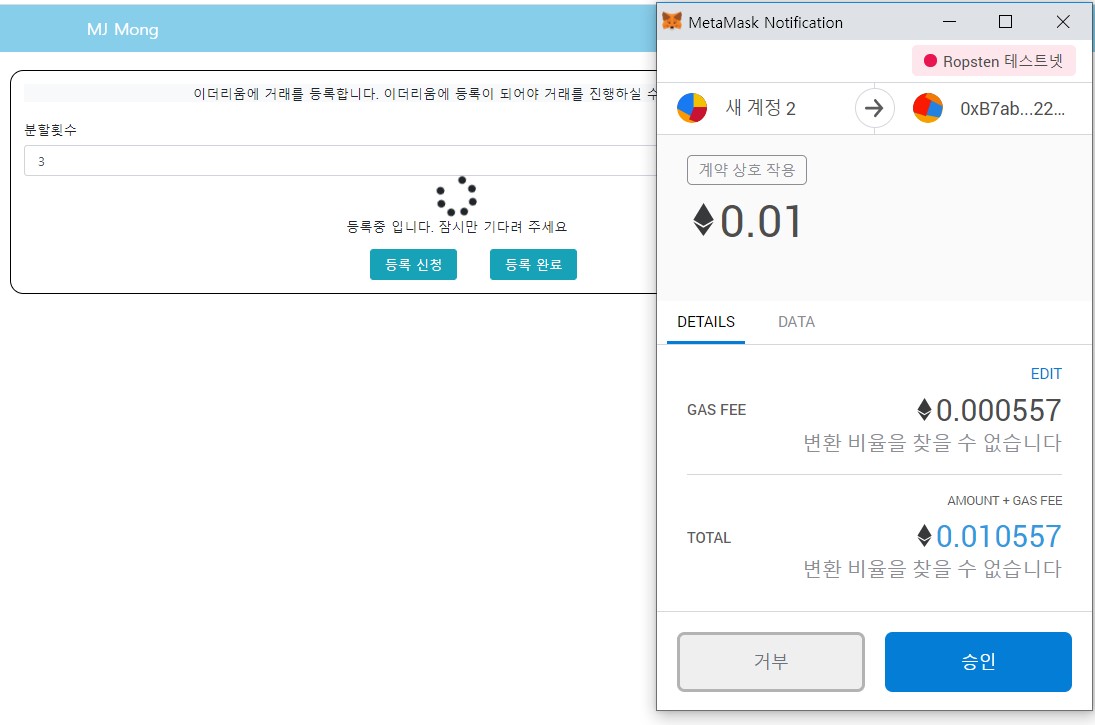 MJ Mong
이더리움에 거래를 등록합니다. 이더리움에 등록이 되어야 거래를 진행하실 수
분할횟수
3
등록중 입니다. 잠시만 기다려 주세요
등록 신청
등록 완료
MetaMask Notification
Ropsten 테스트넷
새 계정 2
0xB7ab...22...
계약 상호 작용
0.01
DETAILS
DATA
EDIT
GAS FEE
0.000557
변환 비율을 찾을 수 없습니다
AMOUNT + GAS FEE
TOTAL
0.010557
변환 비율을 찾을 수 없습니다
거부
승인